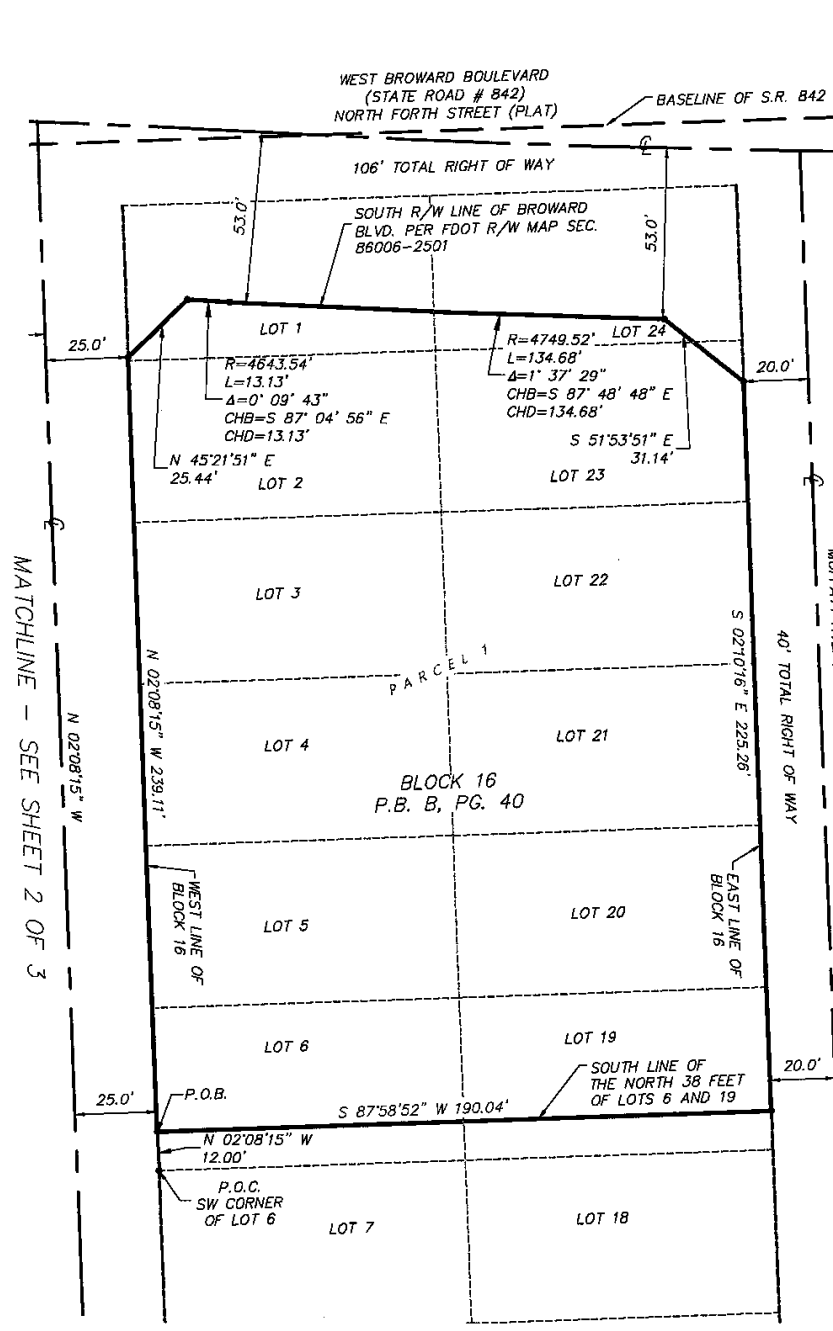 WEST BROWARD BOULEVARD
(STATE ROAD # 842)
NORTH FORTH STREET (PLAT)
BASELINE OF S.R. 842
106' TOTAL RIGHT OF WAY
53.0'
SOUTH R/W LINE OF BROWARD
BLVD. PER FDOT R/W MAP SEC.
86006-2501
53.0'
LOT 1
LOT 24
25.0'
20.0'
R=4643.54'
L=13.13'
Δ=0° 09' 43"
CHB=S 87° 04' 56" E
CHD=13.13'
R=4749.52'
L=134.68'
Δ=1° 37' 29"
CHB=S 87° 48' 48" E
CHD=134.68'
N 45°21'51" E
25.44'
S 51°53'51" E
31.14'
LOT 2
LOT 23
LOT 3
LOT 22
MATCHLINE - SEE SHEET 2 OF 3
N 02°08'15" W
N 02°08'15" W 239.11'
PARCEL 1
S 02°10'16" E 225.26'
40' TOTAL RIGHT OF WAY
LOT 4
LOT 21
BLOCK 16
P.B. B, PG. 40
WEST LINE OF
BLOCK 16
EAST LINE OF
BLOCK 16
LOT 5
LOT 20
LOT 6
LOT 19
SOUTH LINE OF
THE NORTH 38 FEET
OF LOTS 6 AND 19
20.0'
25.0'
P.O.B.
S 87°58'52" W 190.04'
N 02°08'15" W
12.00'
P.O.C.
SW CORNER
OF LOT 6
LOT 7
LOT 18